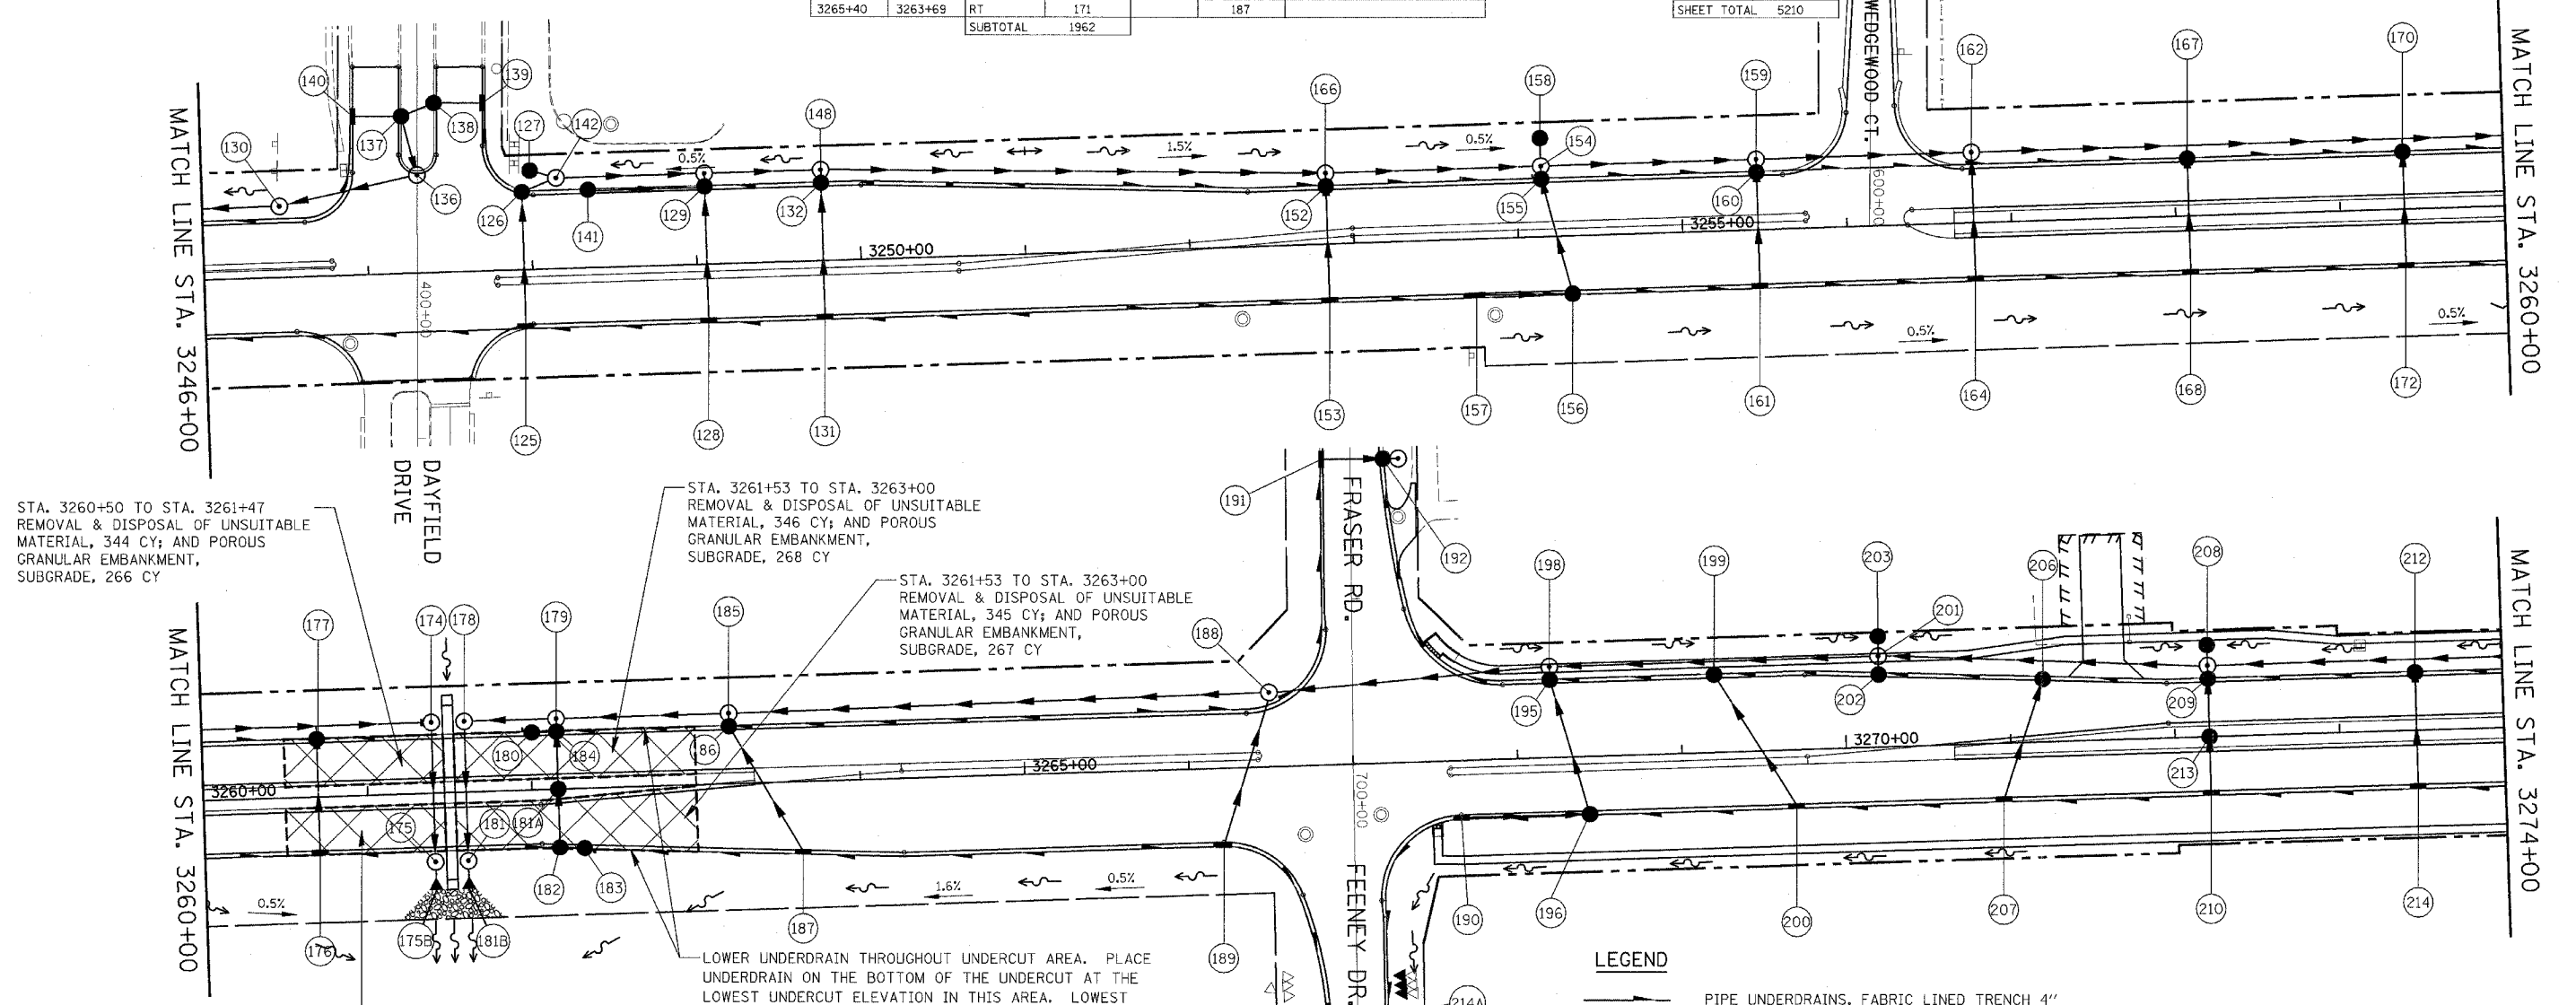 3265+40 3263+69 RT 171 187
SUBTOTAL 1962
SHEET TOTAL 5210
WEDGEWOOD CT.
600+00
MATCH LINE STA. 3246+00
MATCH LINE STA. 3260+00
140
139
130
137
138
127
142
148
166
158
154
159
162
167
170
136
126
141
129
132
152
155
160
0.5%
1.5%
0.5%
3250+00
3255+00
400+00
0.5%
0.5%
125
128
131
153
157
156
161
164
168
172
DAYFIELD
DRIVE
STA. 3260+50 TO STA. 3261+47
REMOVAL & DISPOSAL OF UNSUITABLE
MATERIAL, 344 CY; AND POROUS
GRANULAR EMBANKMENT,
SUBGRADE, 266 CY
STA. 3261+53 TO STA. 3263+00
REMOVAL & DISPOSAL OF UNSUITABLE
MATERIAL, 346 CY; AND POROUS
GRANULAR EMBANKMENT,
SUBGRADE, 268 CY
STA. 3261+53 TO STA. 3263+00
REMOVAL & DISPOSAL OF UNSUITABLE
MATERIAL, 345 CY; AND POROUS
GRANULAR EMBANKMENT,
SUBGRADE, 267 CY
MATCH LINE STA. 3260+00
MATCH LINE STA. 3274+00
FRASER RD.
FEENEY DR.
700+00
191
192
177
174
178
179
185
188
198
199
203
201
206
208
212
180
184
186
195
202
209
213
3260+00
3265+00
3270+00
175
181
181A
182
183
0.5%
1.6%
0.5%
176
175B
181B
187
189
190
196
200
207
210
214
214A
LOWER UNDERDRAIN THROUGHOUT UNDERCUT AREA. PLACE
UNDERDRAIN ON THE BOTTOM OF THE UNDERCUT AT THE
LOWEST UNDERCUT ELEVATION IN THIS AREA. LOWEST
LEGEND
PIPE UNDERDRAINS, FABRIC LINED TRENCH 4"